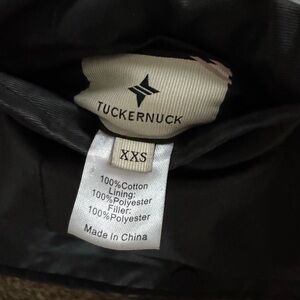 TUCKERNUCK
XXS
100%Cotton
Lining:
100%Polyester
Filler:
100%Polyester
Made In China